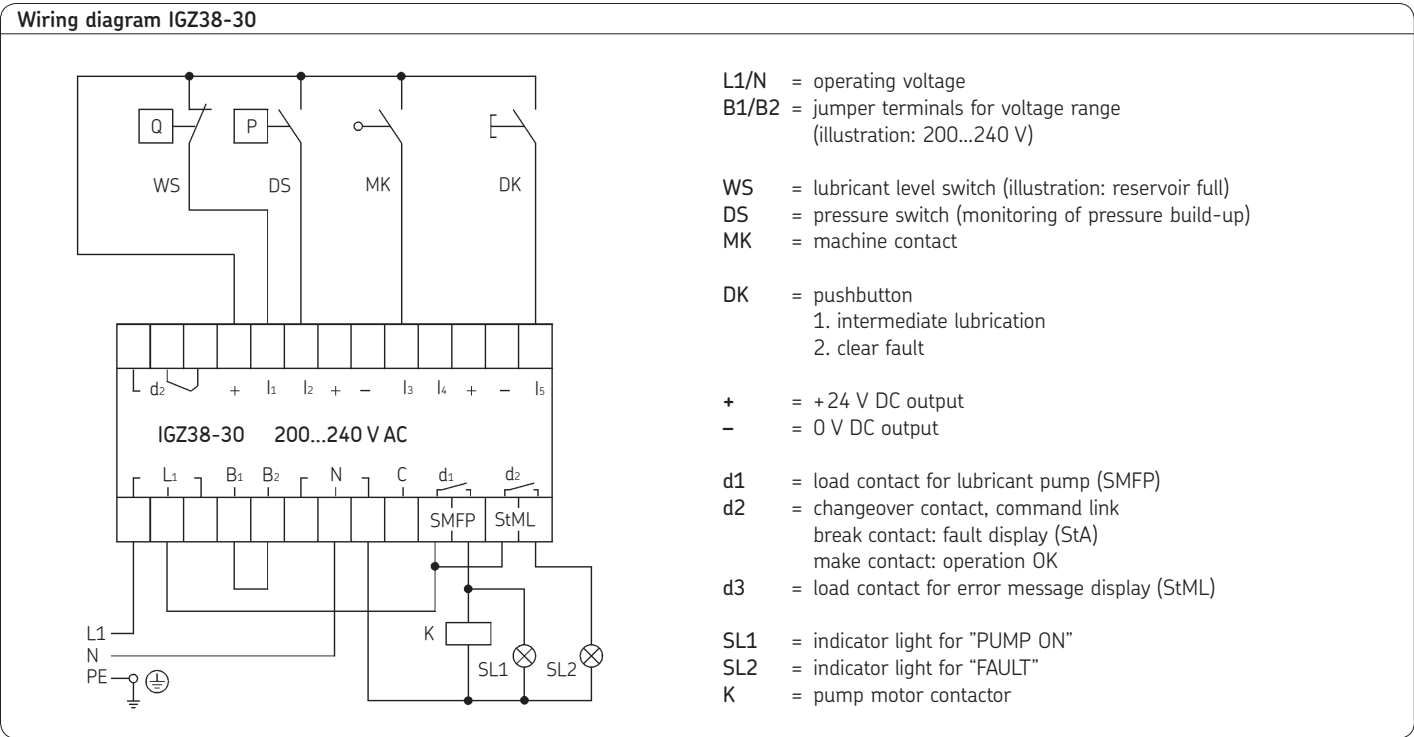 Wiring diagram IGZ38-30
Q
P
WS
DS
MK
DK
d2 + I1 I2 + – I3 I4 + – I5
IGZ38-30 200...240 V AC
L1 B1 B2 N C d1 d2
SMFP StML
L1
N
PE
K
SL1
SL2
L1/N = operating voltage
B1/B2 = jumper terminals for voltage range
(illustration: 200...240 V)
WS = lubricant level switch (illustration: reservoir full)
DS = pressure switch (monitoring of pressure build-up)
MK = machine contact
DK = pushbutton
1. intermediate lubrication
2. clear fault
+ = +24 V DC output
– = 0 V DC output
d1 = load contact for lubricant pump (SMFP)
d2 = changeover contact, command link
break contact: fault display (StA)
make contact: operation OK
d3 = load contact for error message display (StML)
SL1 = indicator light for ”PUMP ON”
SL2 = indicator light for “FAULT”
K = pump motor contactor